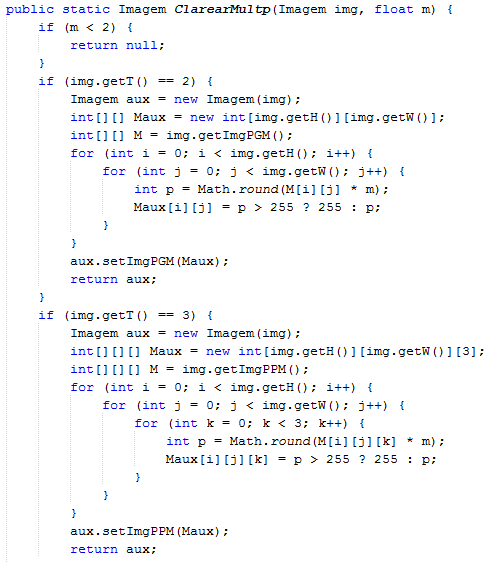 public static Imagem ClarearMultp(Imagem img, float m) {
    if (m < 2) {
        return null;
    }
    if (img.getT() == 2) {
        Imagem aux = new Imagem(img);
        int[][] Maux = new int[img.getH()][img.getW()];
        int[][] M = img.getImgPGM();
        for (int i = 0; i < img.getH(); i++) {
            for (int j = 0; j < img.getW(); j++) {
                int p = Math.round(M[i][j] * m);
                Maux[i][j] = p > 255 ? 255 : p;
            }
        }
        aux.setImgPGM(Maux);
        return aux;
    }
    if (img.getT() == 3) {
        Imagem aux = new Imagem(img);
        int[][][] Maux = new int[img.getH()][img.getW()][3];
        int[][][] M = img.getImgPPM();
        for (int i = 0; i < img.getH(); i++) {
            for (int j = 0; j < img.getW(); j++) {
                for (int k = 0; k < 3; k++) {
                    int p = Math.round(M[i][j][k] * m);
                    Maux[i][j][k] = p > 255 ? 255 : p;
                }
            }
        }
        aux.setImgPPM(Maux);
        return aux;